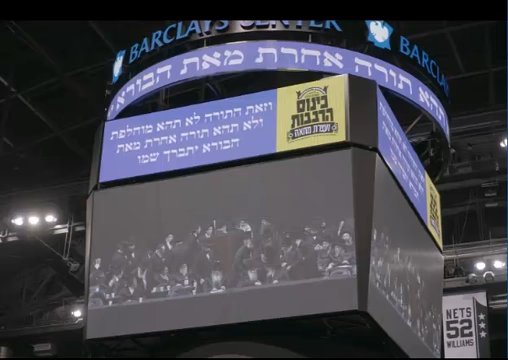 BARCLAYS CENTER
BARCLAYS
תורה אחרת מאת הבורא
וזאת התורה לא תהא מוחלפת
ולא תהא תורה אחרת מאת
הבורא יתברך שמו
כינוס
הרבבות
NETS
52
WILLIAMS